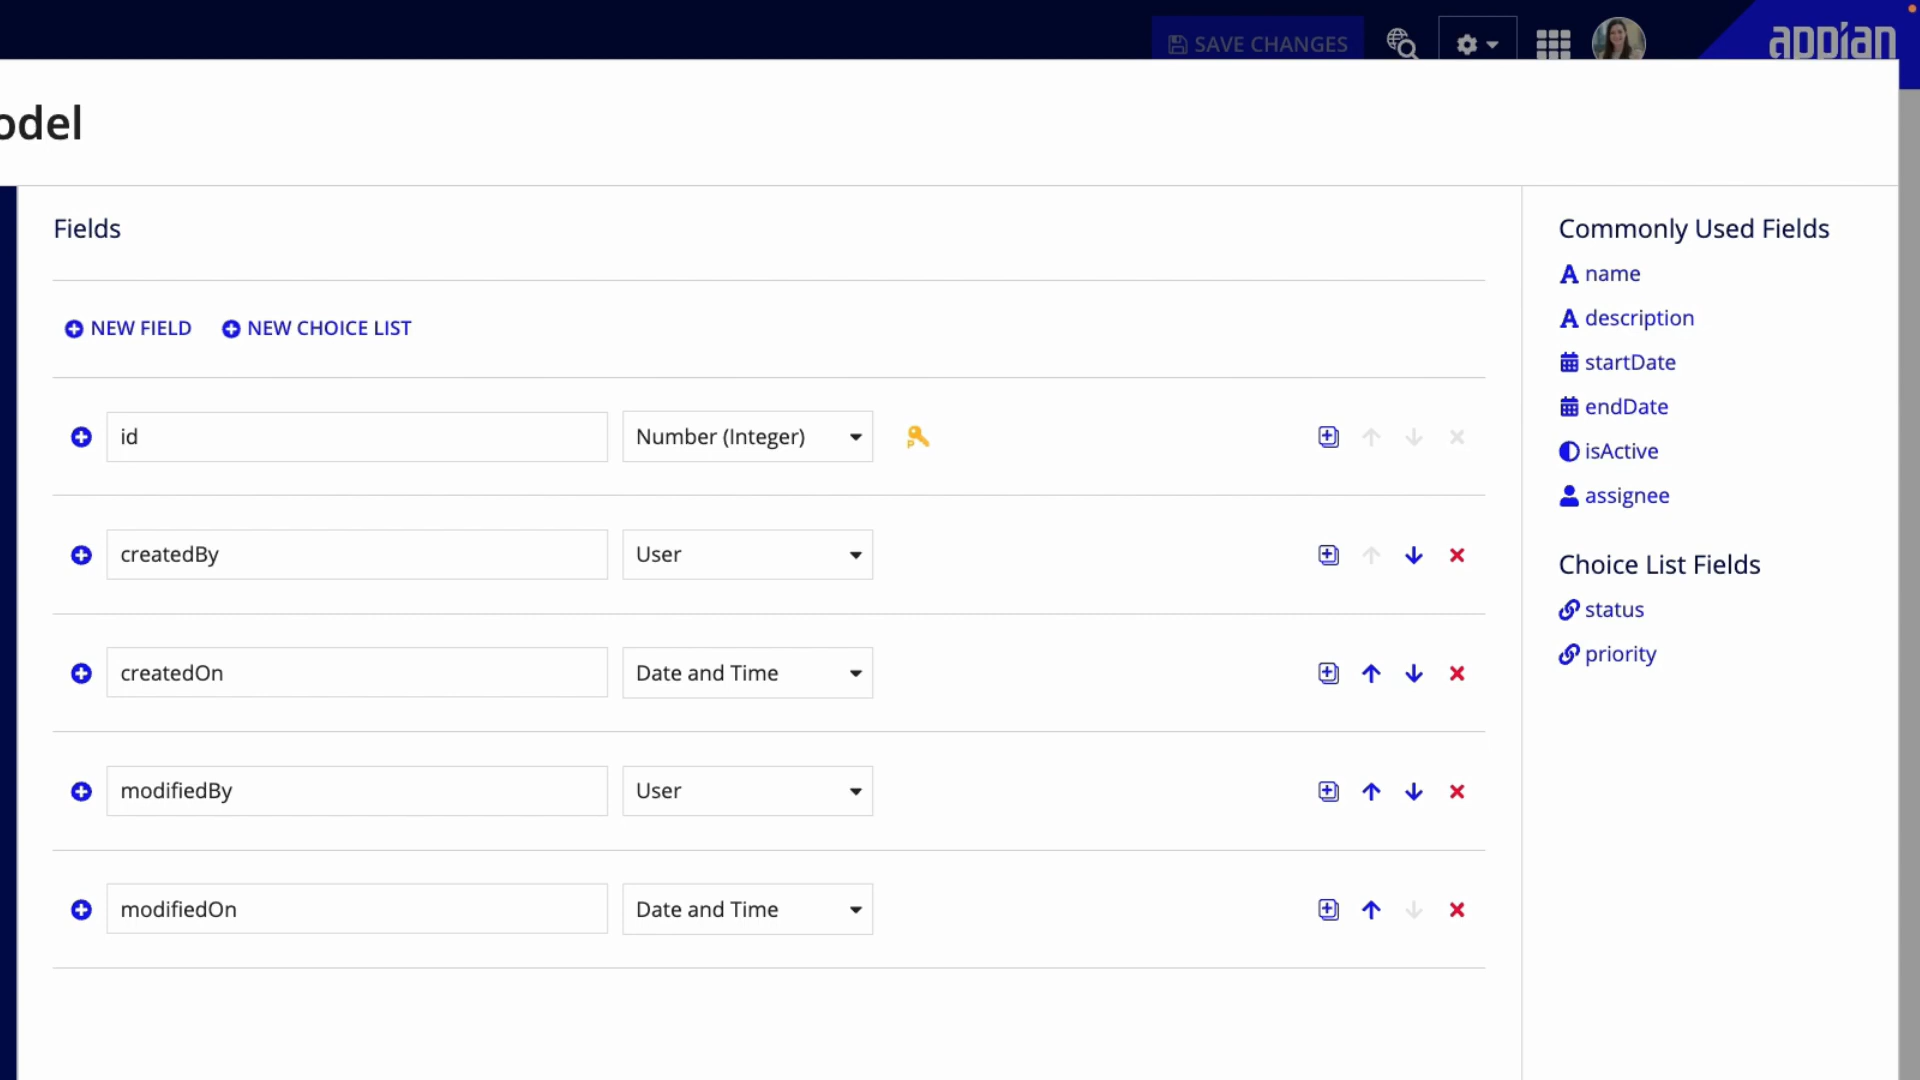 SAVE CHANGES
appian
odel
Fields
Commonly Used Fields
name
NEW FIELD
NEW CHOICE LIST
description
startDate
endDate
id
Number (Integer)
isActive
assignee
createdBy
User
Choice List Fields
status
createdOn
Date and Time
priority
modifiedBy
User
modifiedOn
Date and Time